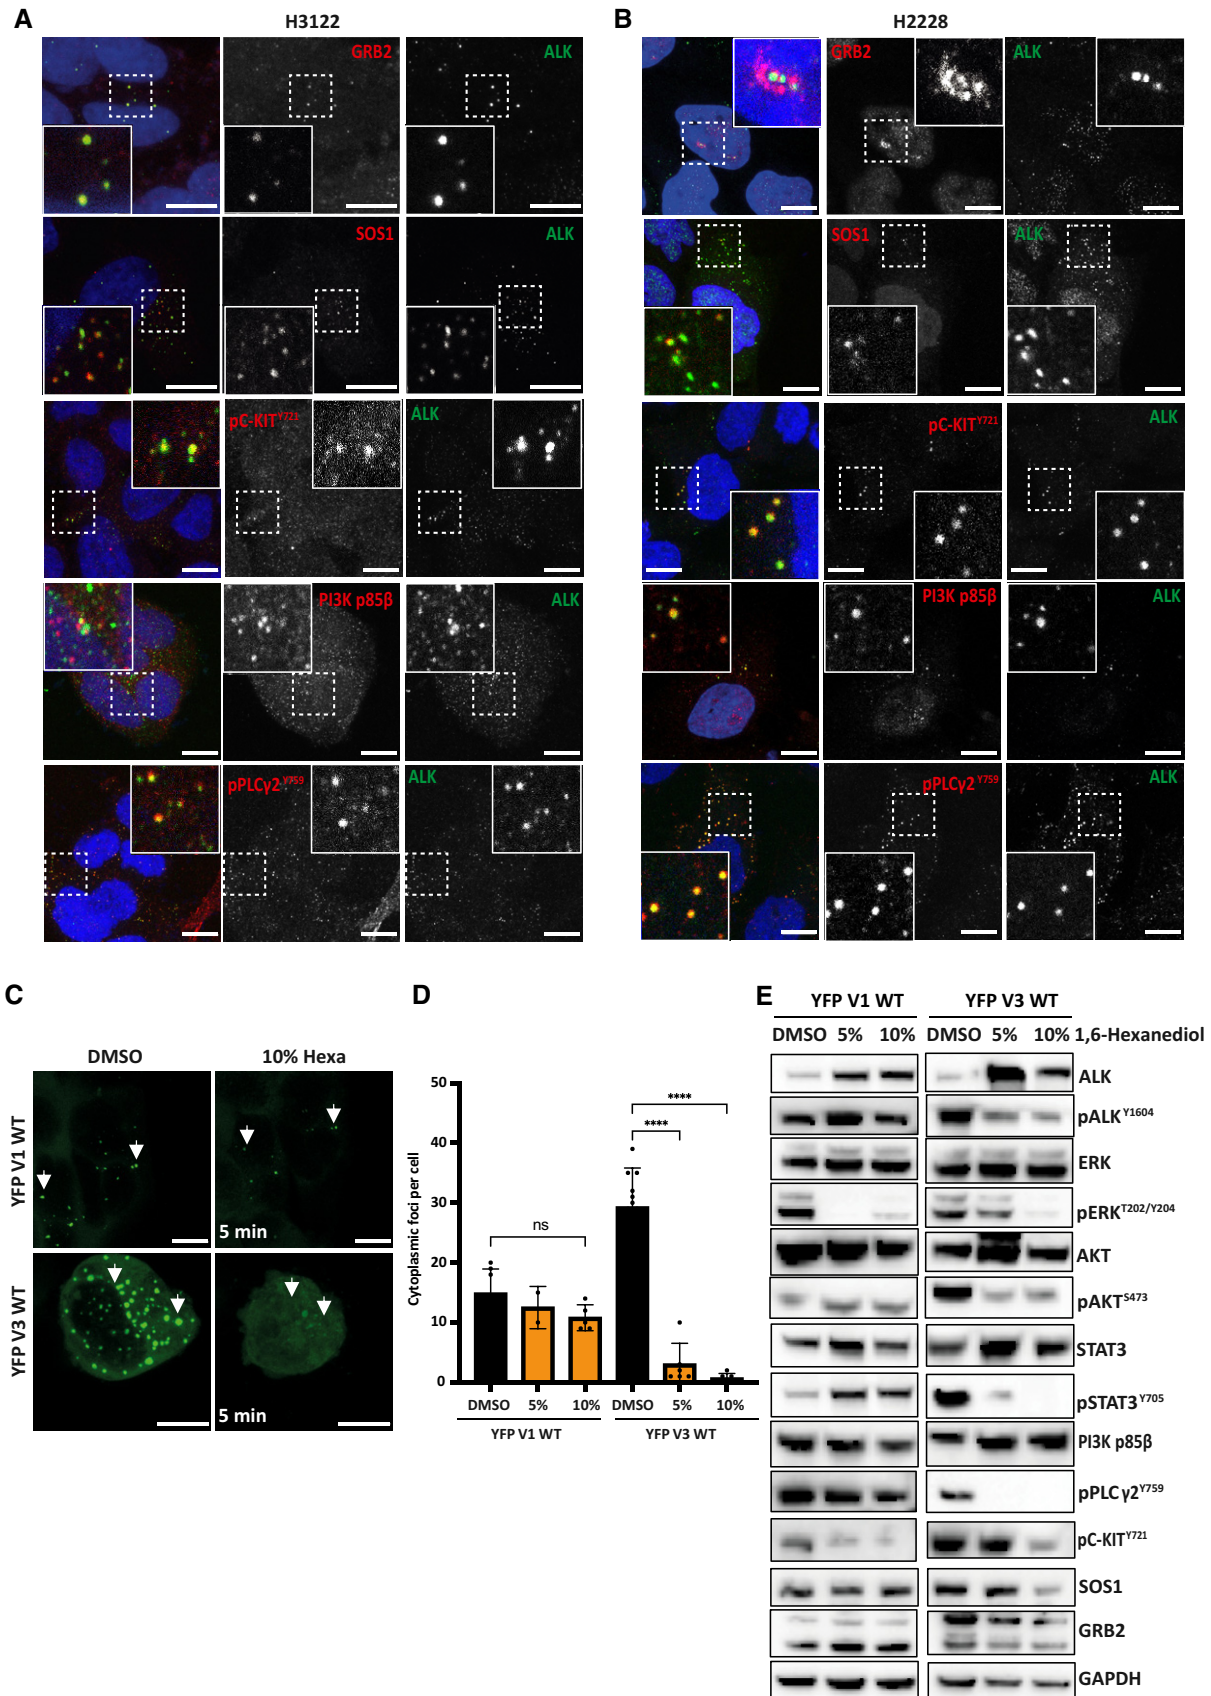 A
H3122
GRB2
ALK
SOS1
ALK
pC-KIT^Y721
ALK
PI3K p85β
ALK
pPLCγ2^Y759
ALK
B
H2228
GRB2
ALK
SOS1
ALK
pC-KIT^Y721
ALK
PI3K p85β
ALK
pPLCγ2^Y759
ALK
C
DMSO
10% Hexa
YFP V1 WT
5 min
YFP V3 WT
5 min
D
Cytoplasmic foci per cell
50
40
30
20
10
0
ns
****
****
DMSO 5% 10% DMSO 5% 10%
YFP V1 WT YFP V3 WT
E
YFP V1 WT YFP V3 WT
DMSO 5% 10% DMSO 5% 10% 1,6-Hexanediol
ALK
pALK^Y1604
ERK
pERK^T202/Y204
AKT
pAKT^S473
STAT3
pSTAT3^Y705
PI3K p85β
pPLCγ2^Y759
pC-KIT^Y721
SOS1
GRB2
GAPDH